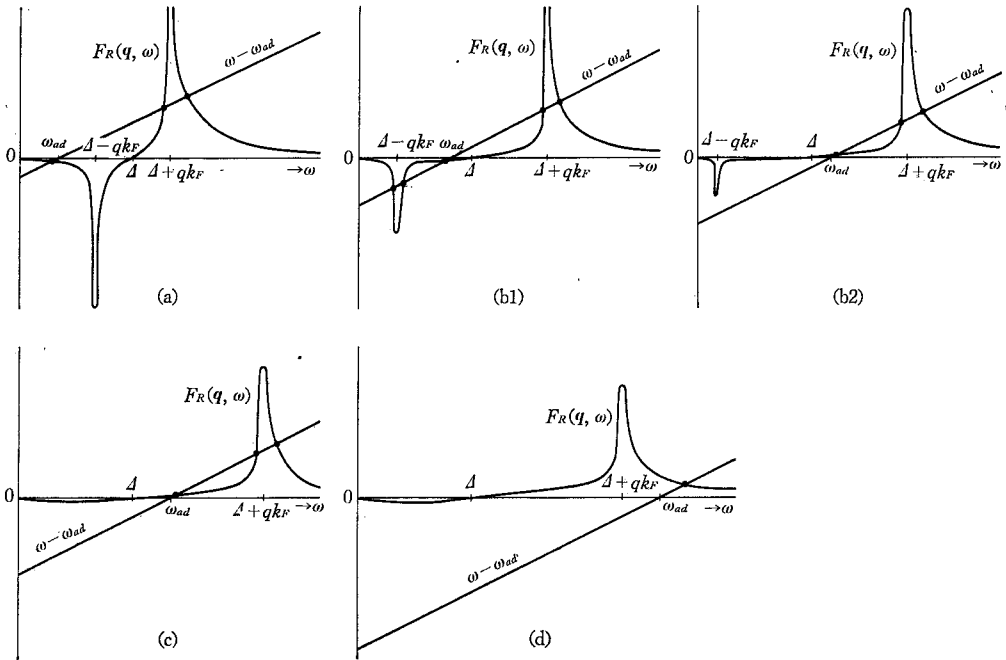 F_R(q, ω)
ω−ω_ad
0
ω_ad
Δ−qk_F
Δ
Δ+qk_F
→ω
(a)
F_R(q, ω)
ω−ω_ad
Δ−qk_F
ω_ad
0
Δ
Δ+qk_F
→ω
(b1)
F_R(q, ω)
ω−ω_ad
Δ−qk_F
Δ
0
ω_ad
Δ+qk_F
→ω
(b2)
F_R(q, ω)
Δ
0
ω_ad
Δ+qk_F
→ω
ω−ω_ad
(c)
F_R(q, ω)
Δ
Δ+qk_F
0
ω_ad
→ω
ω−ω_ad
(d)